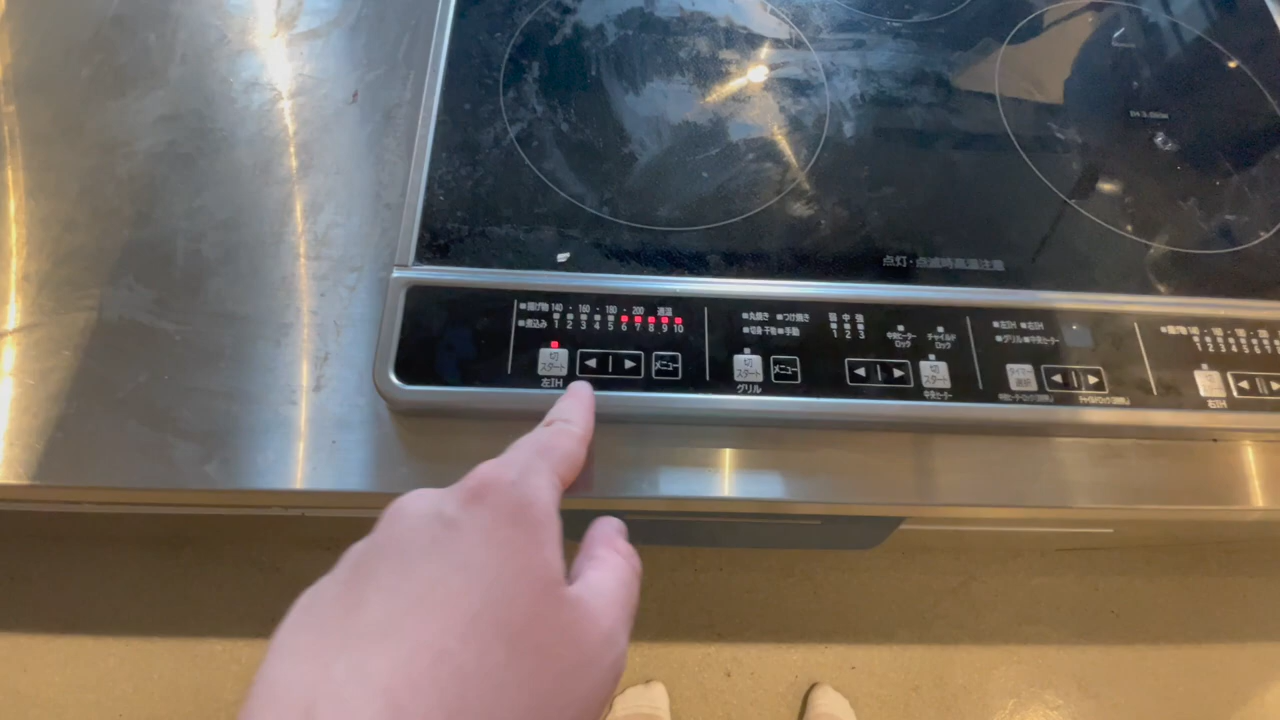 点灯・点滅時高温注意
■揚げ物 140 ・ 160 ・ 180 ・ 200 適温
■煮込み 1 2 3 4 5 6 7 8 9 10
切
スタート
◀ ▶
メニュー
左IH
■丸焼き ■つけ焼き
■切身・干物 ■手動
切
スタート
メニュー
グリル
弱 中 強
1 2 3
中央ヒーター
ロック
チャイルド
ロック
◀ ▶
切
スタート
中央ヒーター
■左IH ■右IH
■グリル ■中央ヒーター
タイマー
選択
◀ ▶
切
スタート
◀ ▶
右IH